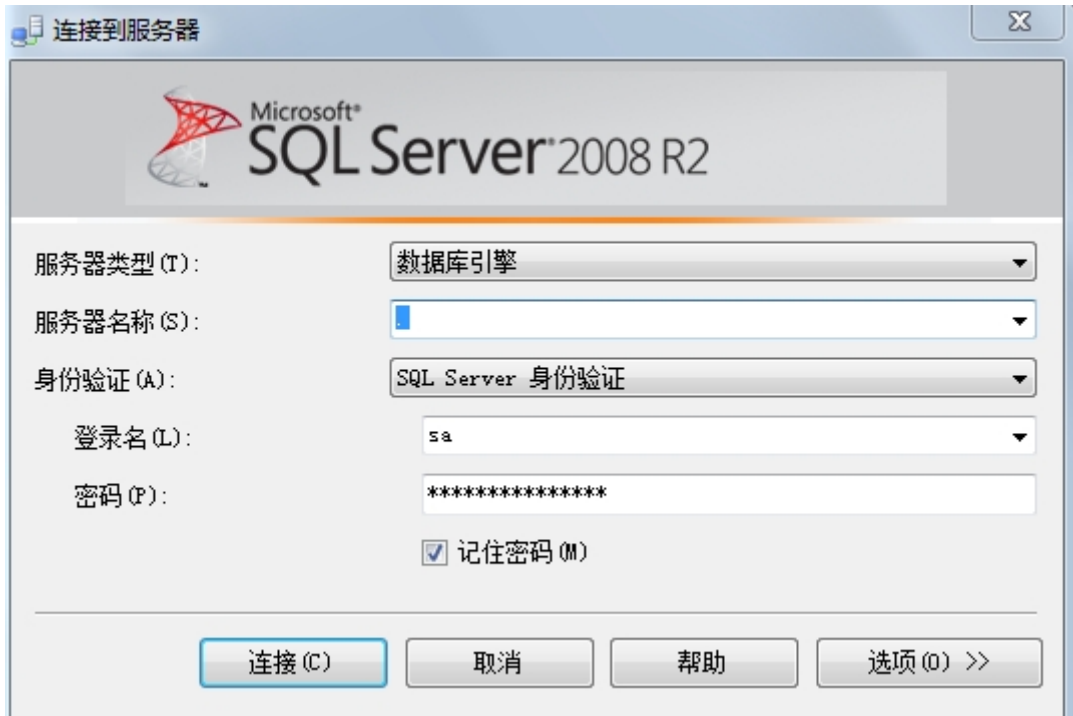 连接到服务器
Microsoft®
SQL Server® 2008 R2
服务器类型(T):
数据库引擎
服务器名称(S):
.
身份验证(A):
SQL Server 身份验证
登录名(L):
sa
密码(P):
***************
记住密码(M)
连接(C)
取消
帮助
选项(O) >>